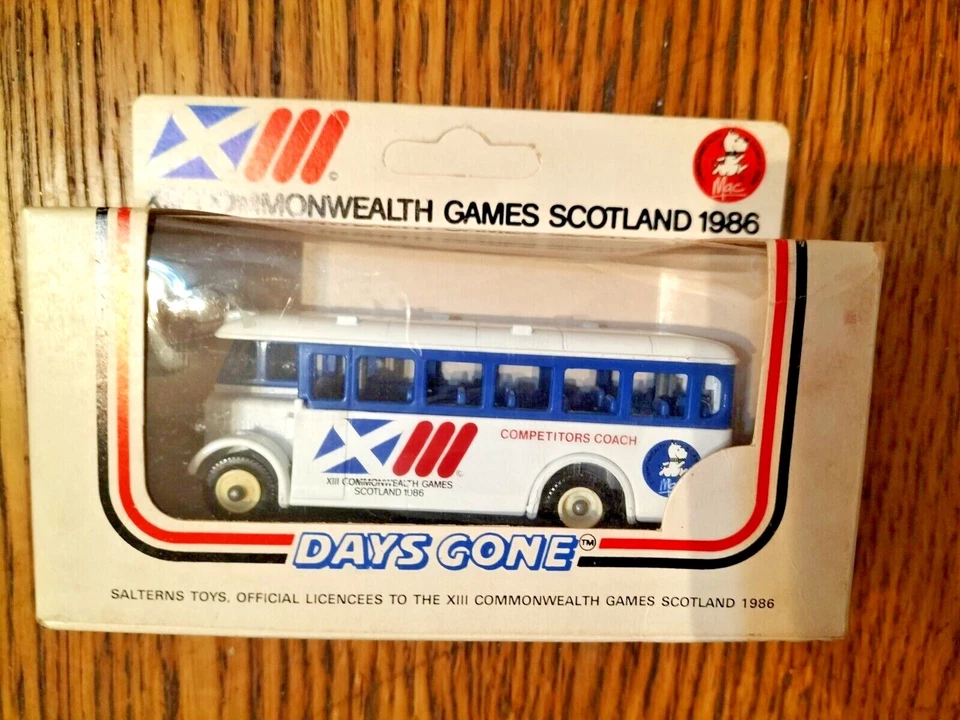 XIII
©
Mac
XIII COMMONWEALTH GAMES SCOTLAND 1986
COMPETITORS COACH
XIII COMMONWEALTH GAMES
SCOTLAND 1986
DAYS GONE™
SALTERNS TOYS. OFFICIAL LICENCEES TO THE XIII COMMONWEALTH GAMES SCOTLAND 1986